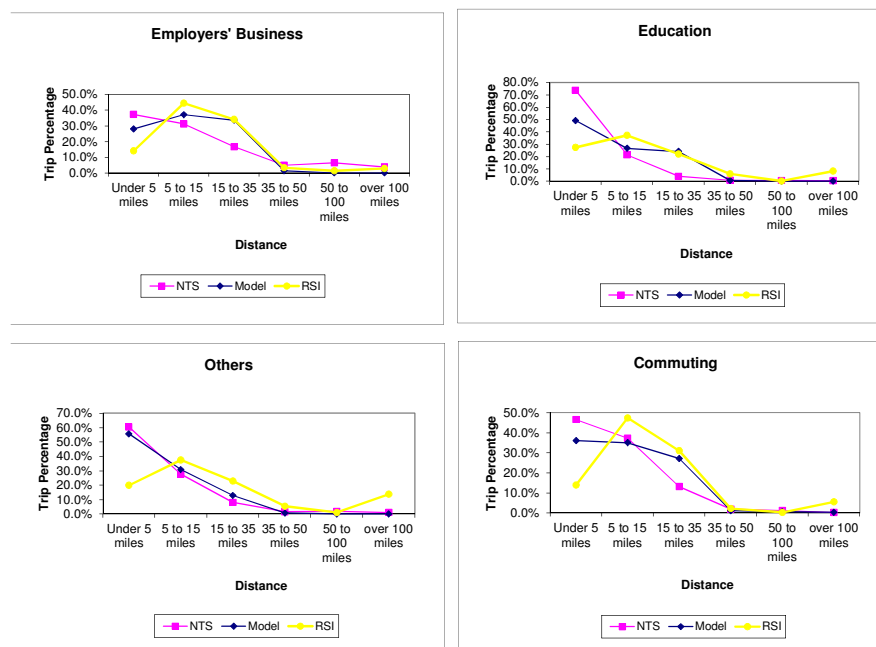 Employers' Business
Trip Percentage
50.0%
40.0%
30.0%
20.0%
10.0%
0.0%
Under 5 miles
5 to 15 miles
15 to 35 miles
35 to 50 miles
50 to 100 miles
over 100 miles
Distance
NTS Model RSI
Education
Trip Percentage
80.0%
70.0%
60.0%
50.0%
40.0%
30.0%
20.0%
10.0%
0.0%
Under 5 miles
5 to 15 miles
15 to 35 miles
35 to 50 miles
50 to 100 miles
over 100 miles
Distance
NTS Model RSI
Others
Trip Percentage
70.0%
60.0%
50.0%
40.0%
30.0%
20.0%
10.0%
0.0%
Under 5 miles
5 to 15 miles
15 to 35 miles
35 to 50 miles
50 to 100 miles
over 100 miles
Distance
NTS Model RSI
Commuting
Trip Percentage
50.0%
40.0%
30.0%
20.0%
10.0%
0.0%
Under 5 miles
5 to 15 miles
15 to 35 miles
35 to 50 miles
50 to 100 miles
over 100 miles
Distance
NTS Model RSI